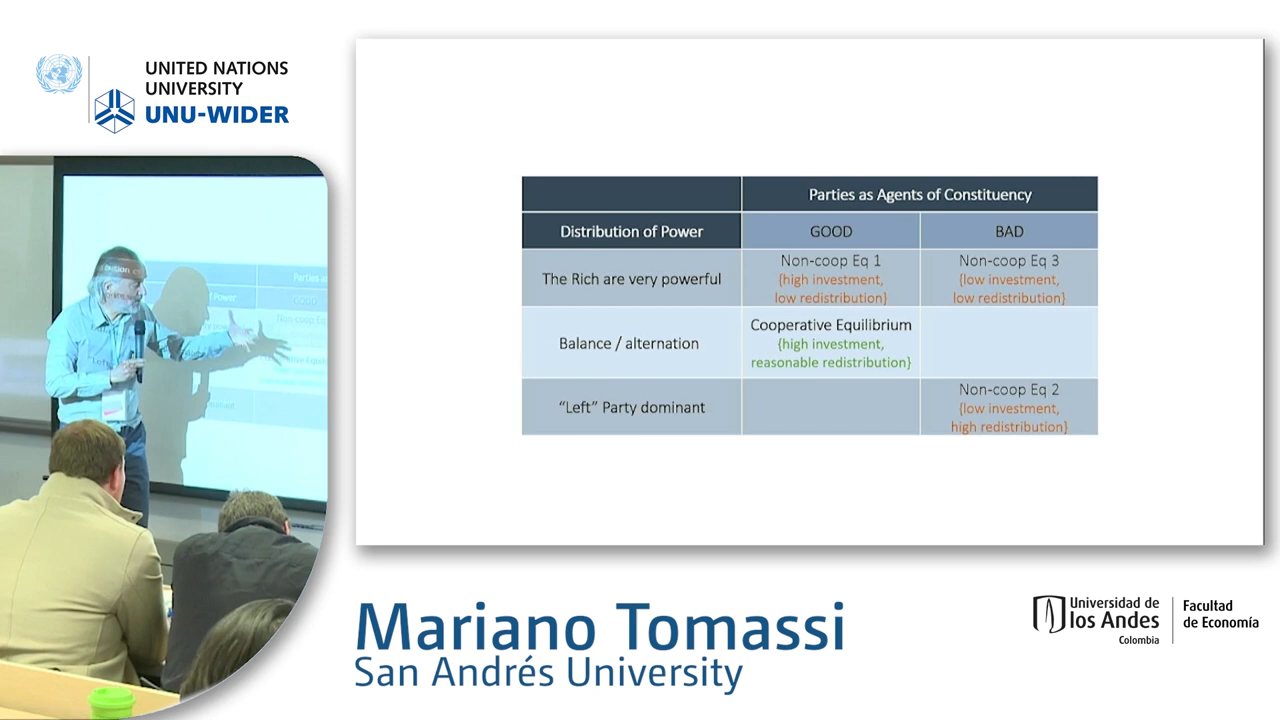 UNITED NATIONS
UNIVERSITY
UNU-WIDER
Parties as Agents of Constituency
Distribution of Power
GOOD
BAD
The Rich are very powerful
Non-coop Eq 1
{high investment,
low redistribution}
Non-coop Eq 3
{low investment,
low redistribution}
Balance / alternation
Cooperative Equilibrium
{high investment,
reasonable redistribution}
“Left” Party dominant
Non-coop Eq 2
{low investment,
high redistribution}
Mariano Tomassi
San Andrés University
Universidad de
los Andes
Colombia
Facultad
de Economía